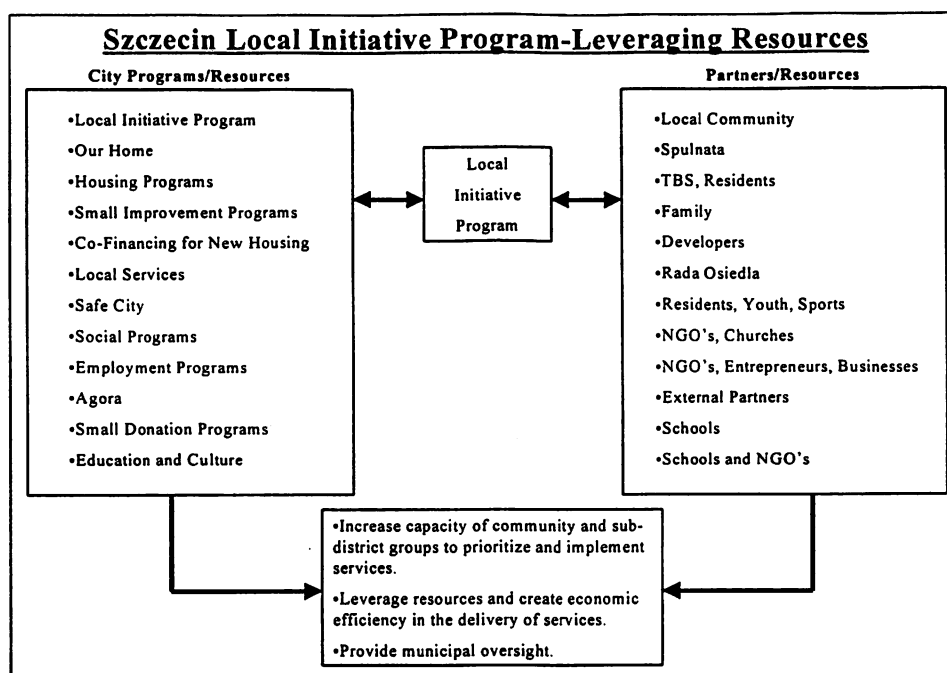 Szczecin Local Initiative Program-Leveraging Resources
City Programs/Resources
•Local Initiative Program
•Our Home
•Housing Programs
•Small Improvement Programs
•Co-Financing for New Housing
•Local Services
•Safe City
•Social Programs
•Employment Programs
•Agora
•Small Donation Programs
•Education and Culture
Local
Initiative
Program
Partners/Resources
•Local Community
•Spulnata
•TBS, Residents
•Family
•Developers
•Rada Osiedla
•Residents, Youth, Sports
•NGO's, Churches
•NGO's, Entrepreneurs, Businesses
•External Partners
•Schools
•Schools and NGO's
•Increase capacity of community and sub-
district groups to prioritize and implement
services.
•Leverage resources and create economic
efficiency in the delivery of services.
•Provide municipal oversight.